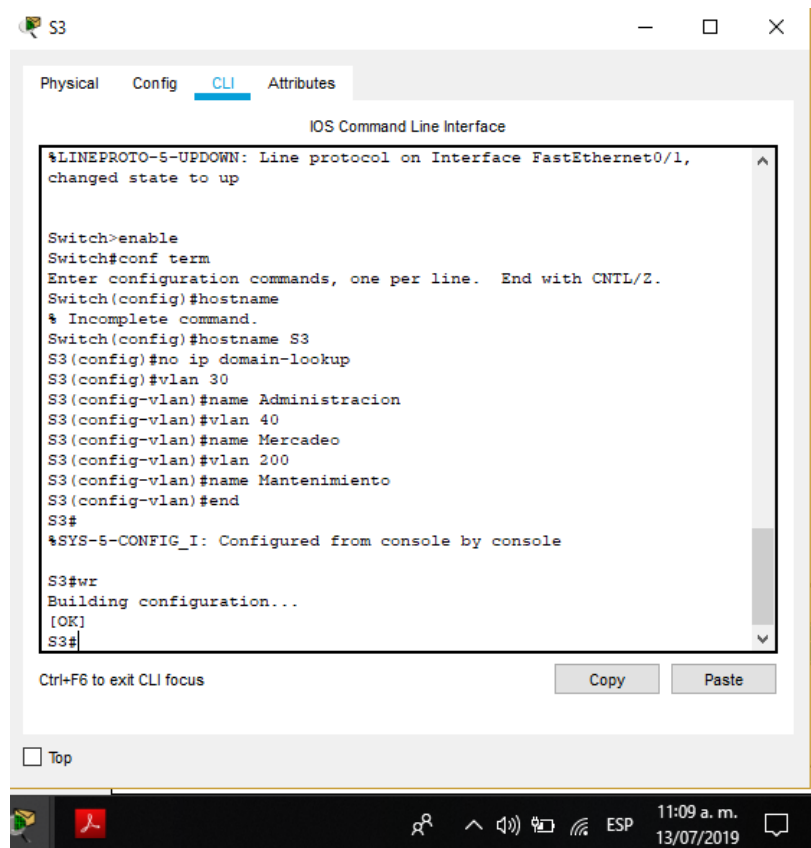 S3
Physical Config CLI Attributes
IOS Command Line Interface
%LINEPROTO-5-UPDOWN: Line protocol on Interface FastEthernet0/1,
changed state to up
Switch>enable
Switch#conf term
Enter configuration commands, one per line.  End with CNTL/Z.
Switch(config)#hostname
% Incomplete command.
Switch(config)#hostname S3
S3(config)#no ip domain-lookup
S3(config)#vlan 30
S3(config-vlan)#name Administracion
S3(config-vlan)#vlan 40
S3(config-vlan)#name Mercadeo
S3(config-vlan)#vlan 200
S3(config-vlan)#name Mantenimiento
S3(config-vlan)#end
S3#
%SYS-5-CONFIG_I: Configured from console by console
S3#wr
Building configuration...
[OK]
S3#
Ctrl+F6 to exit CLI focus
Copy Paste
Top
ESP
11:09 a. m.
13/07/2019